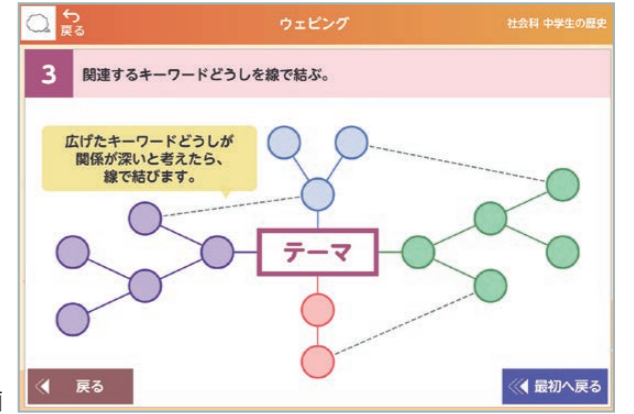 戻る
ウェビング
社会科 中学生の歴史
3 関連するキーワードどうしを線で結ぶ。
広げたキーワードどうしが
関係が深いと考えたら、
線で結びます。
テーマ
戻る
最初へ戻る